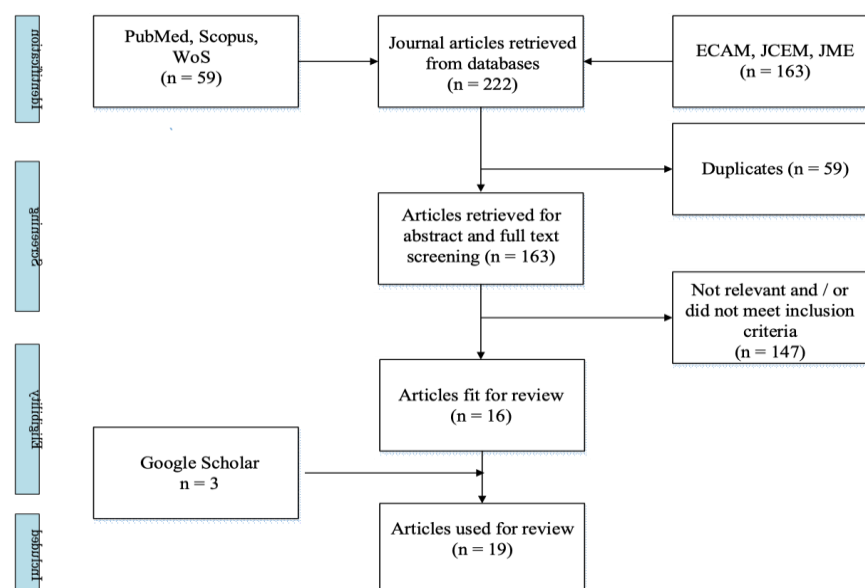 Identification
PubMed, Scopus,
WoS
(n = 59)
Journal articles retrieved
from databases
(n = 222)
ECAM, JCEM, JME
(n = 163)
Duplicates (n = 59)
Screening
Articles retrieved for
abstract and full text
screening (n = 163)
Not relevant and / or
did not meet inclusion
criteria
(n = 147)
Eligibility
Articles fit for review
(n = 16)
Google Scholar
n = 3
Included
Articles used for review
(n = 19)